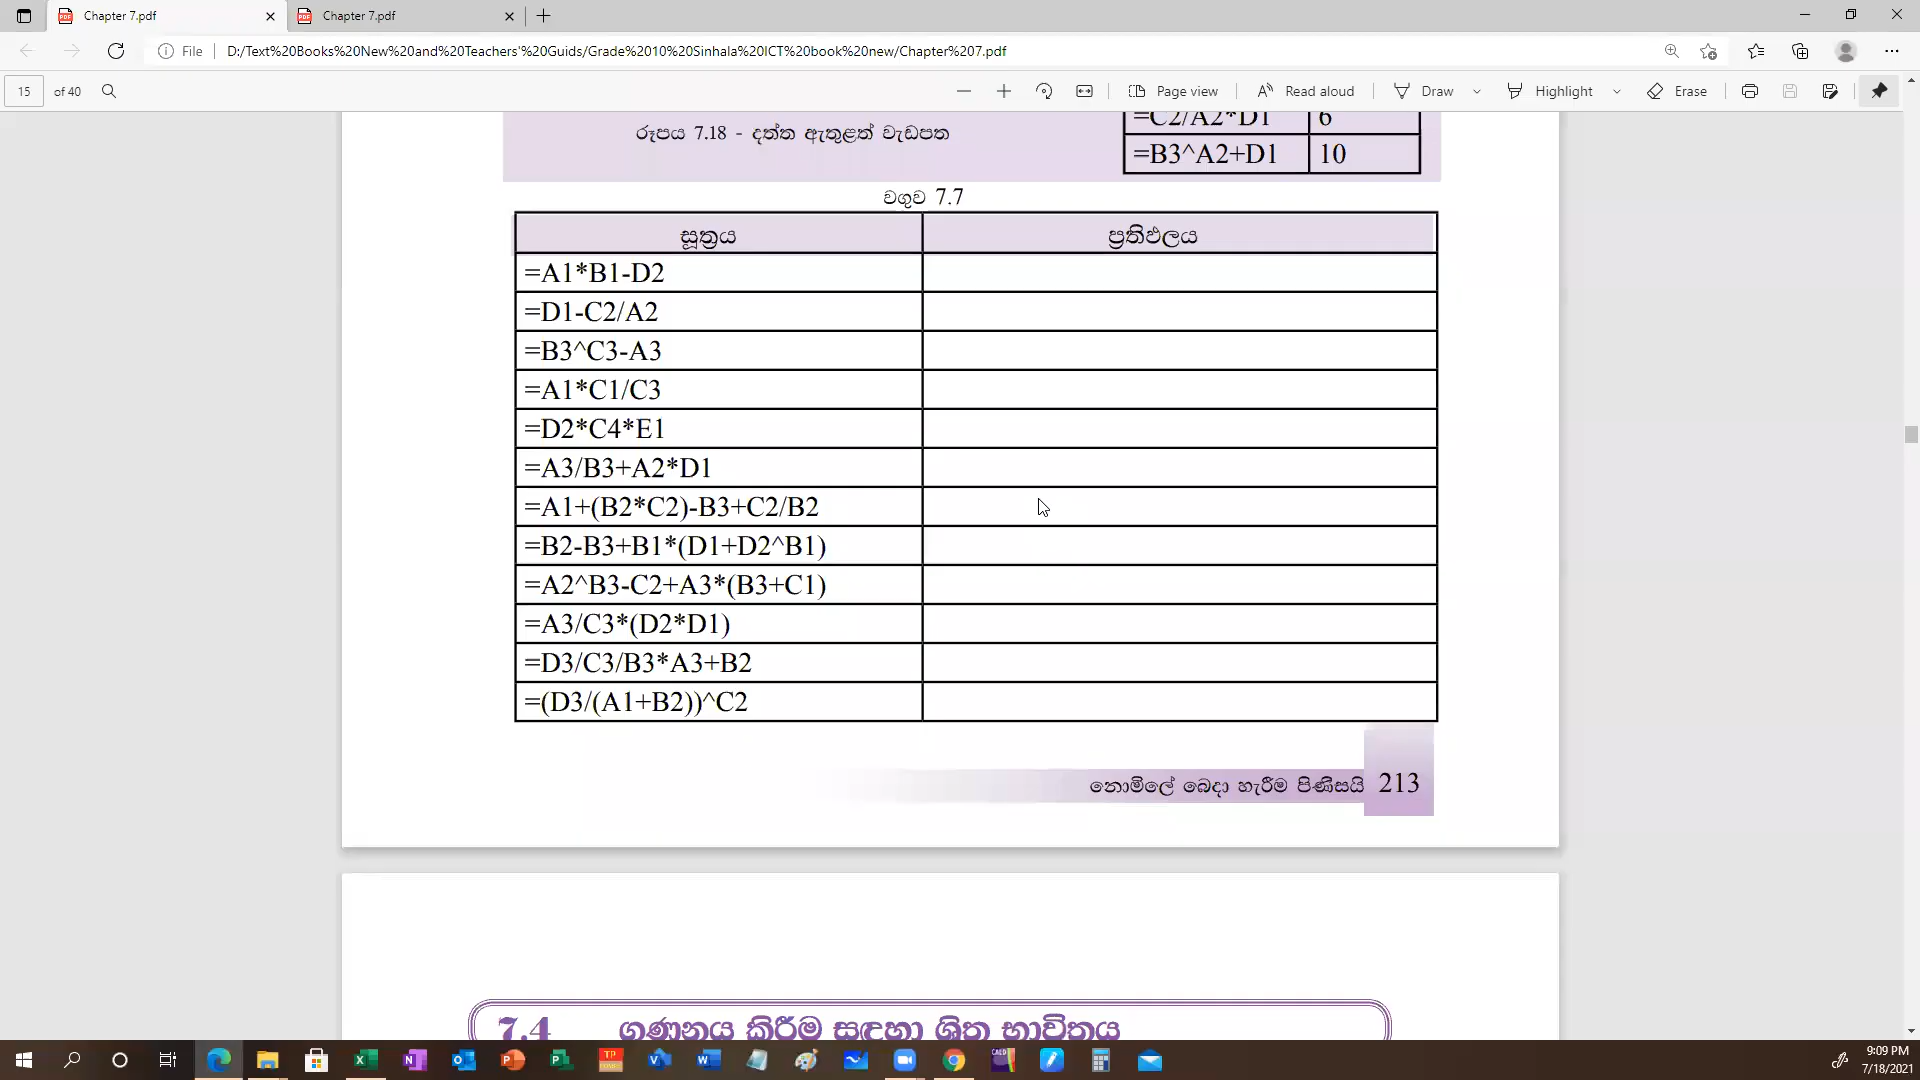 Chapter 7.pdf
Chapter 7.pdf
File
D:/Text%20Books%20New%20and%20Teachers'%20Guids/Grade%2010%20Sinhala%20ICT%20book%20new/Chapter%207.pdf
15 of 40
Page view
Read aloud
Draw
Highlight
Erase
=C2/A2*D1 6
රූපය 7.18 - දත්ත ඇතුළත් වැඩපත
=B3^A2+D1 10
වගුව 7.7
සූත්‍රය ප්‍රතිඵලය
=A1*B1-D2
=D1-C2/A2
=B3^C3-A3
=A1*C1/C3
=D2*C4*E1
=A3/B3+A2*D1
=A1+(B2*C2)-B3+C2/B2
=B2-B3+B1*(D1+D2^B1)
=A2^B3-C2+A3*(B3+C1)
=A3/C3*(D2*D1)
=D3/C3/B3*A3+B2
=(D3/(A1+B2))^C2
නොමිලේ බෙදා හැරීම පිණිසයි 213
7.4 ගණනය කිරීම සඳහා ශ්‍රිත භාවිතය
9:09 PM
7/18/2021